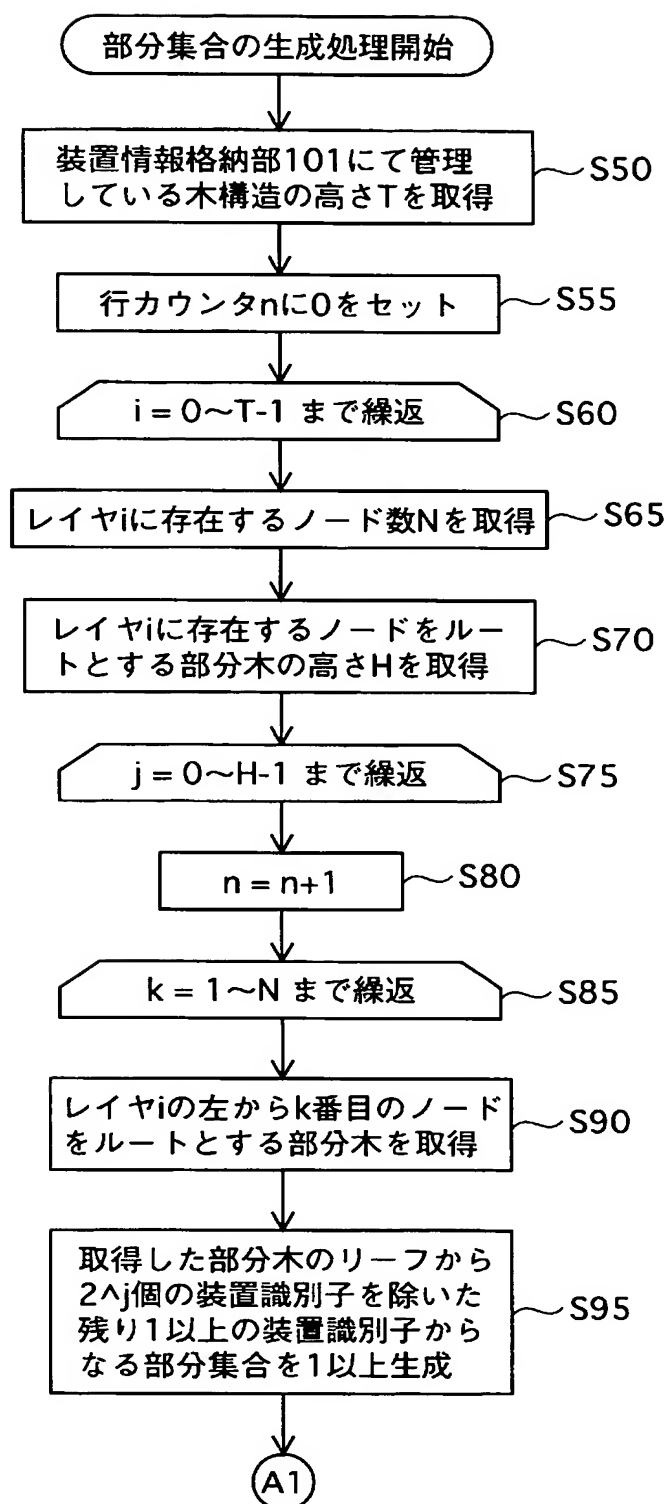 部分集合の生成処理開始
装置情報格納部101にて管理
している木構造の高さTを取得
S50
行カウンタnに0をセット
S55
i = 0～T-1 まで繰返
S60
レイヤiに存在するノード数Nを取得
S65
レイヤiに存在するノードをルー
トとする部分木の高さHを取得
S70
j = 0～H-1 まで繰返
S75
n = n+1
S80
k = 1～N まで繰返
S85
レイヤiの左からk番目のノード
をルートとする部分木を取得
S90
取得した部分木のリーフから
2^j個の装置識別子を除いた
残り1以上の装置識別子から
なる部分集合を1以上生成
S95
A1